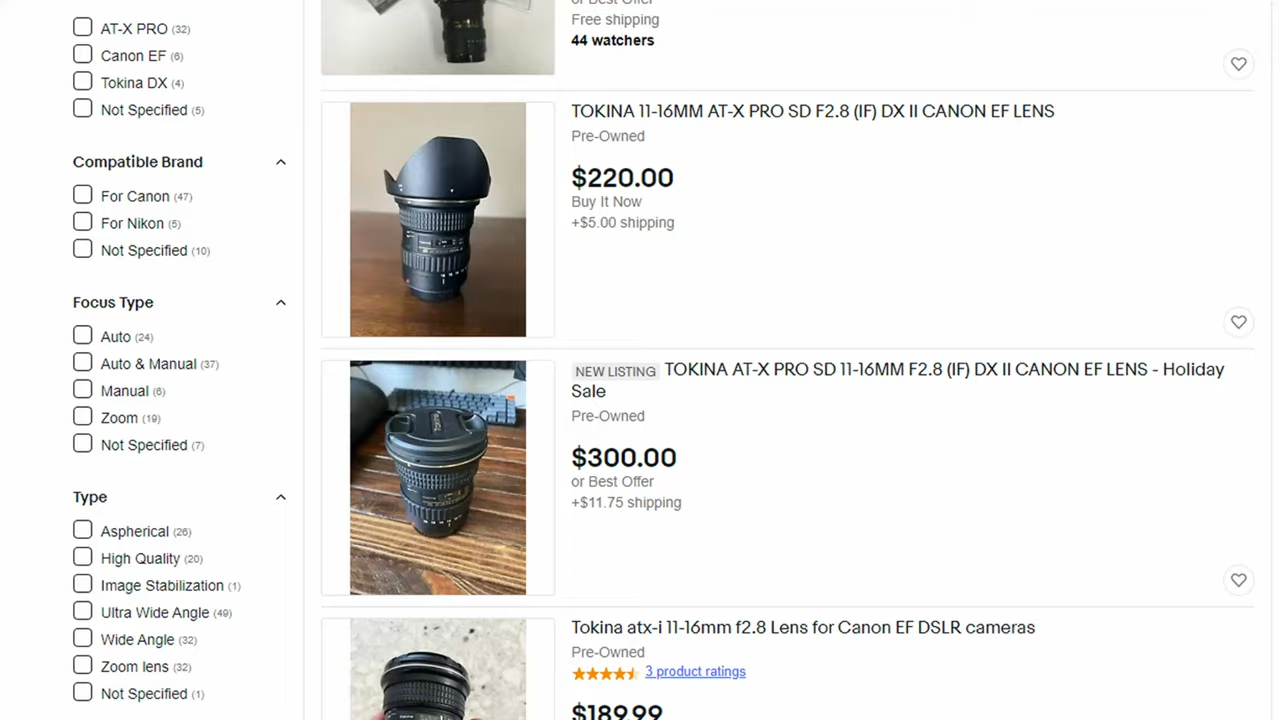 AT-X PRO (32)
Canon EF (6)
Tokina DX (4)
Not Specified (5)
Compatible Brand
For Canon (47)
For Nikon (5)
Not Specified (10)
Focus Type
Auto (24)
Auto & Manual (37)
Manual (6)
Zoom (19)
Not Specified (7)
Type
Aspherical (26)
High Quality (20)
Image Stabilization (1)
Ultra Wide Angle (49)
Wide Angle (32)
Zoom lens (32)
Not Specified (1)
or Best Offer
Free shipping
44 watchers
TOKINA 11-16MM AT-X PRO SD F2.8 (IF) DX II CANON EF LENS
Pre-Owned
$220.00
Buy It Now
+$5.00 shipping
NEW LISTING TOKINA AT-X PRO SD 11-16MM F2.8 (IF) DX II CANON EF LENS - Holiday
Sale
Pre-Owned
$300.00
or Best Offer
+$11.75 shipping
Tokina atx-i 11-16mm f2.8 Lens for Canon EF DSLR cameras
Pre-Owned
3 product ratings
$189.99